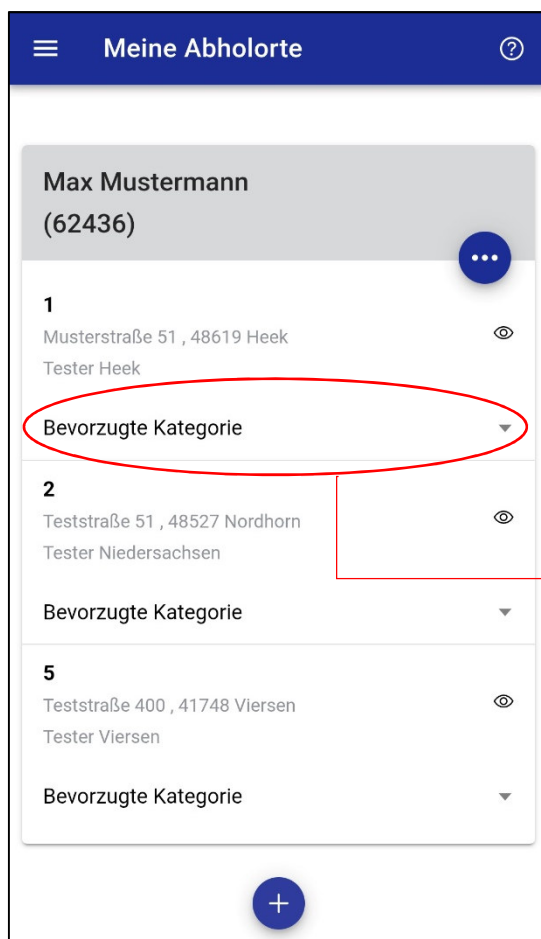 Meine Abholorte
Max Mustermann
(62436)
1
Musterstraße 51 , 48619 Heek
Tester Heek
Bevorzugte Kategorie
2
Teststraße 51 , 48527 Nordhorn
Tester Niedersachsen
Bevorzugte Kategorie
5
Teststraße 400 , 41748 Viersen
Tester Viersen
Bevorzugte Kategorie